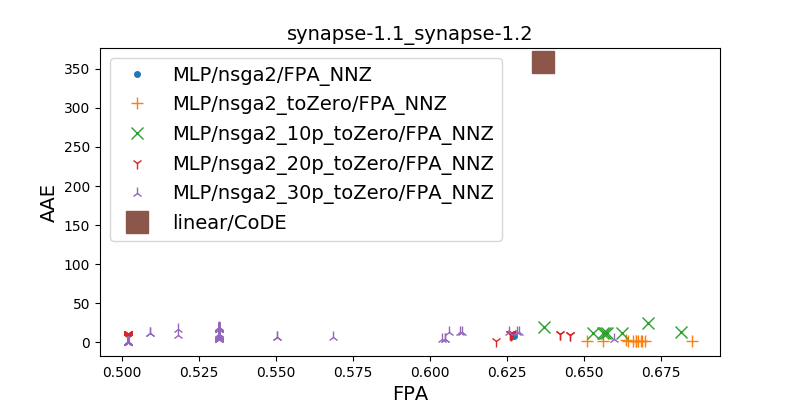 synapse-1.1_synapse-1.2
AAE
350
300
250
200
150
100
50
0
MLP/nsga2/FPA_NNZ
MLP/nsga2_toZero/FPA_NNZ
MLP/nsga2_10p_toZero/FPA_NNZ
MLP/nsga2_20p_toZero/FPA_NNZ
MLP/nsga2_30p_toZero/FPA_NNZ
linear/CoDE
0.500 0.525 0.550 0.575 0.600 0.625 0.650 0.675
FPA